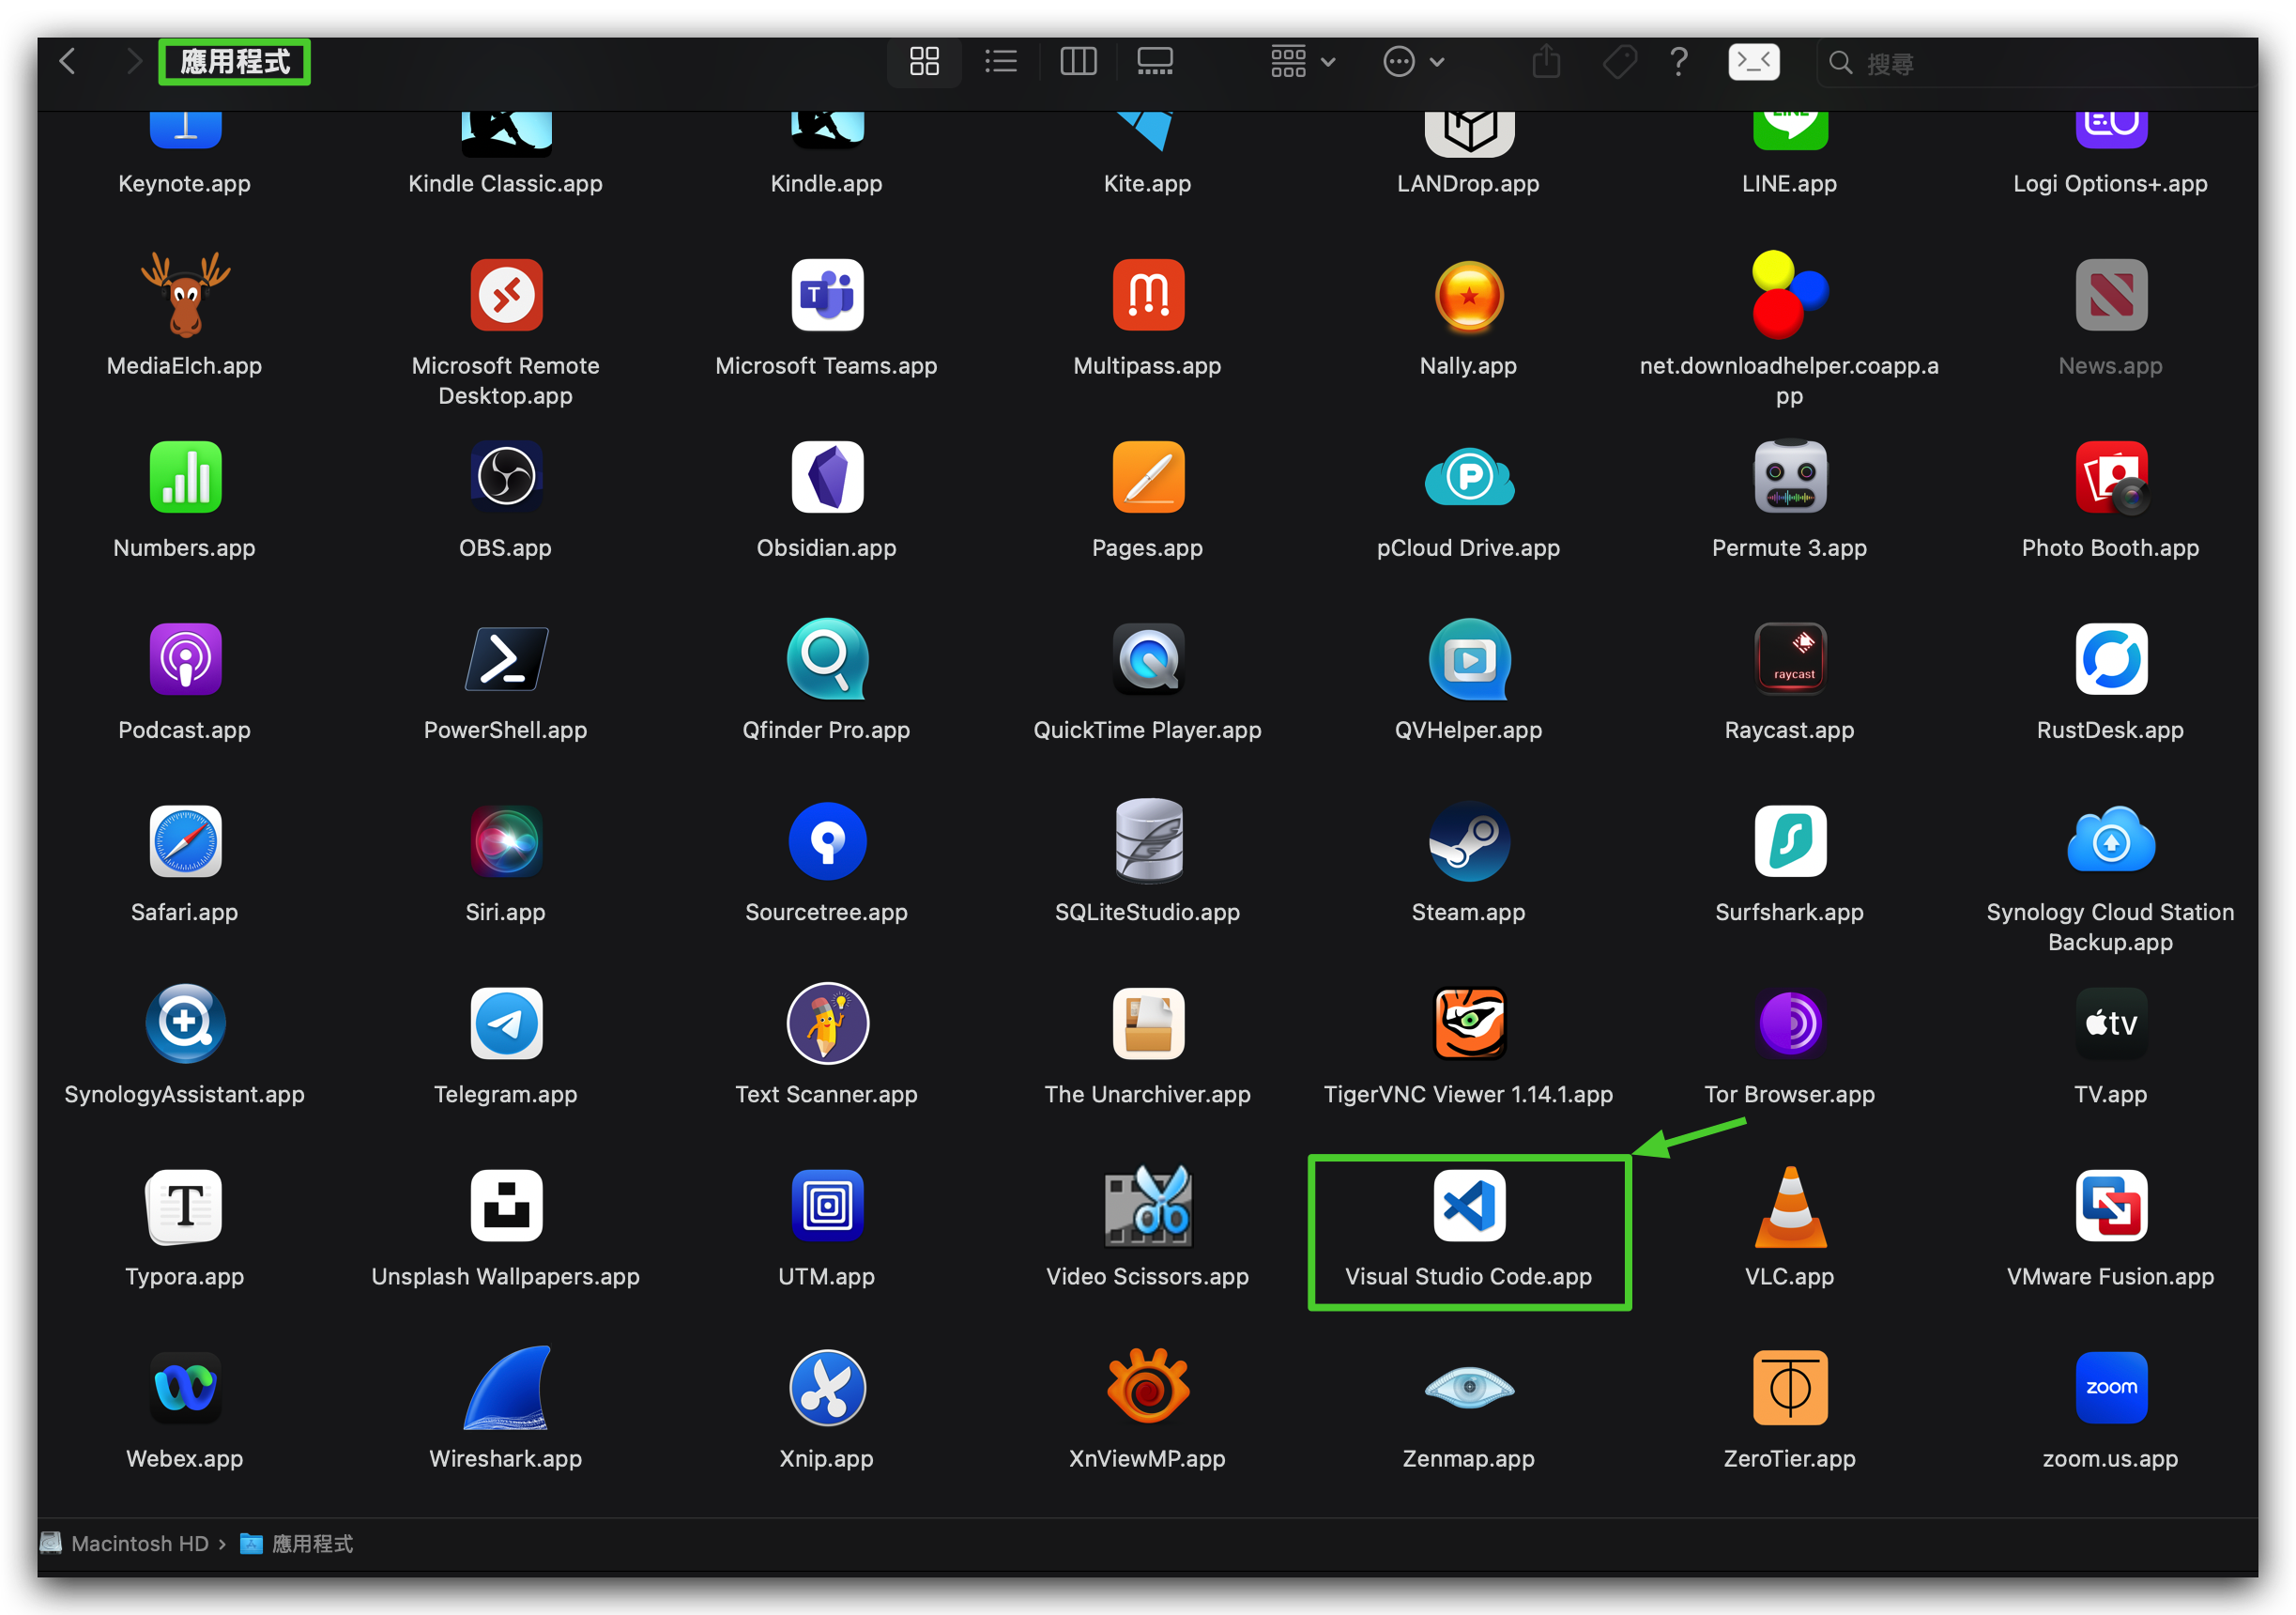 應用程式
搜尋
LINE
Keynote.app
Kindle Classic.app
Kindle.app
Kite.app
LANDrop.app
LINE.app
Logi Options+.app
MediaElch.app
Microsoft Remote
Desktop.app
Microsoft Teams.app
Multipass.app
Nally.app
net.downloadhelper.coapp.a
pp
News.app
Numbers.app
OBS.app
Obsidian.app
Pages.app
pCloud Drive.app
Permute 3.app
Photo Booth.app
raycast
Podcast.app
PowerShell.app
Qfinder Pro.app
QuickTime Player.app
QVHelper.app
Raycast.app
RustDesk.app
Safari.app
Siri.app
Sourcetree.app
SQLiteStudio.app
Steam.app
Surfshark.app
Synology Cloud Station
Backup.app
tv
SynologyAssistant.app
Telegram.app
Text Scanner.app
The Unarchiver.app
TigerVNC Viewer 1.14.1.app
Tor Browser.app
TV.app
Typora.app
Unsplash Wallpapers.app
UTM.app
Video Scissors.app
Visual Studio Code.app
VLC.app
VMware Fusion.app
zoom
Webex.app
Wireshark.app
Xnip.app
XnViewMP.app
Zenmap.app
ZeroTier.app
zoom.us.app
Macintosh HD › 應用程式